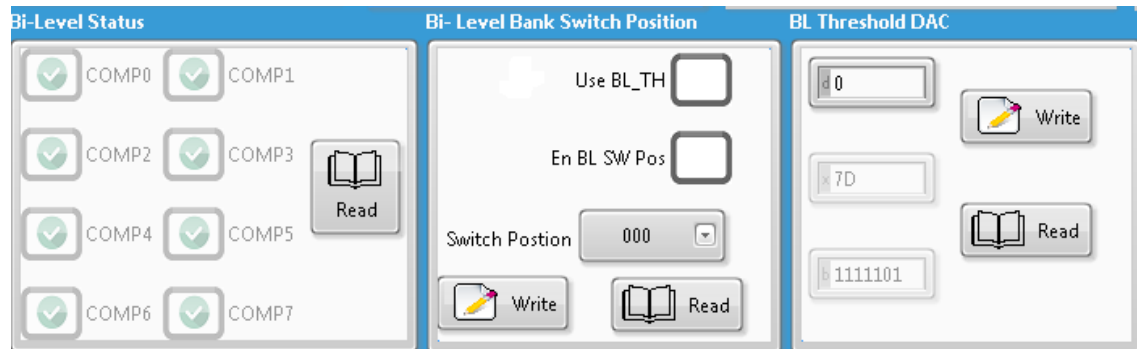 Bi-Level Status
COMP0 COMP1
COMP2 COMP3
COMP4 COMP5
COMP6 COMP7
Read
Bi- Level Bank Switch Position
Use BL_TH
En BL SW Pos
Switch Postion 000
Write Read
BL Threshold DAC
d 0
Write
x 7D
Read
b 1111101